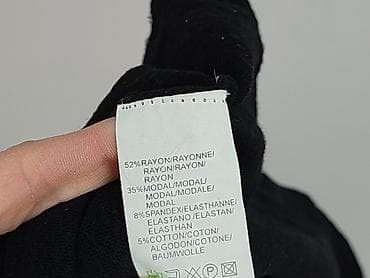 52%RAYON/RAYONNE/
RAYON/RAYON/
RAYON
35%MODAL/MODAL/
MODAL/MODALE/
MODAL
8%SPANDEX/ELASTHANNE
ELASTANO/ELASTAN/
ELASTHAN
5%COTTON/COTON/
ALGODON/COTONE/
BAUMWOLLE